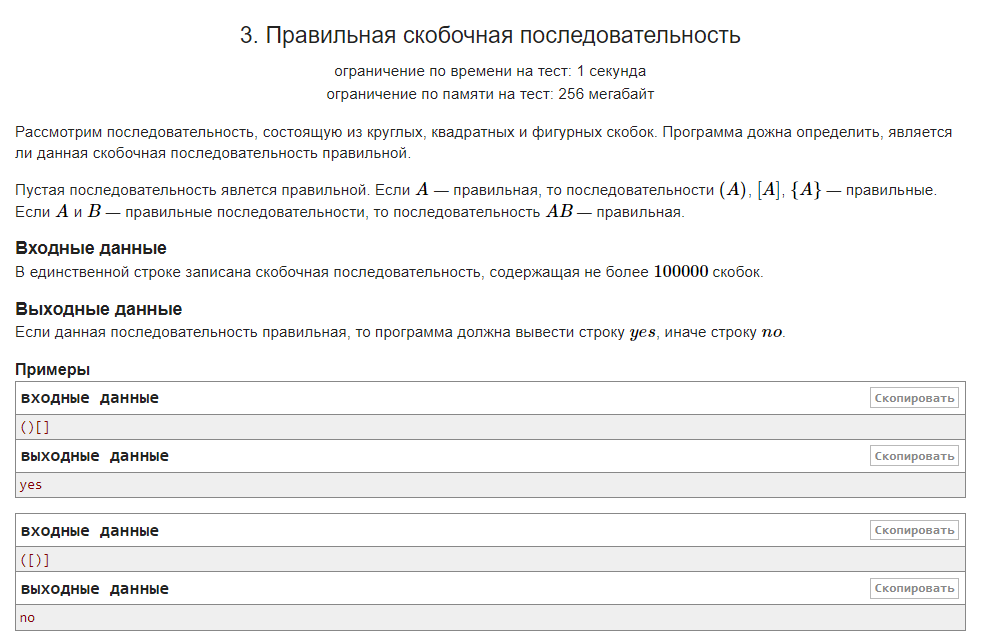 3. Правильная скобочная последовательность
ограничение по времени на тест: 1 секунда
ограничение по памяти на тест: 256 мегабайт
Рассмотрим последовательность, состоящую из круглых, квадратных и фигурных скобок. Программа дожна определить, является
ли данная скобочная последовательность правильной.
Пустая последовательность явлется правильной. Если A — правильная, то последовательности (A), [A], {A} — правильные.
Если A и B — правильные последовательности, то последовательность AB — правильная.
Входные данные
В единственной строке записана скобочная последовательность, содержащая не более 100000 скобок.
Выходные данные
Если данная последовательность правильная, то программа должна вывести строку yes, иначе строку no.
Примеры
входные данные Скопировать
()[]
выходные данные Скопировать
yes
входные данные Скопировать
([)]
выходные данные Скопировать
no